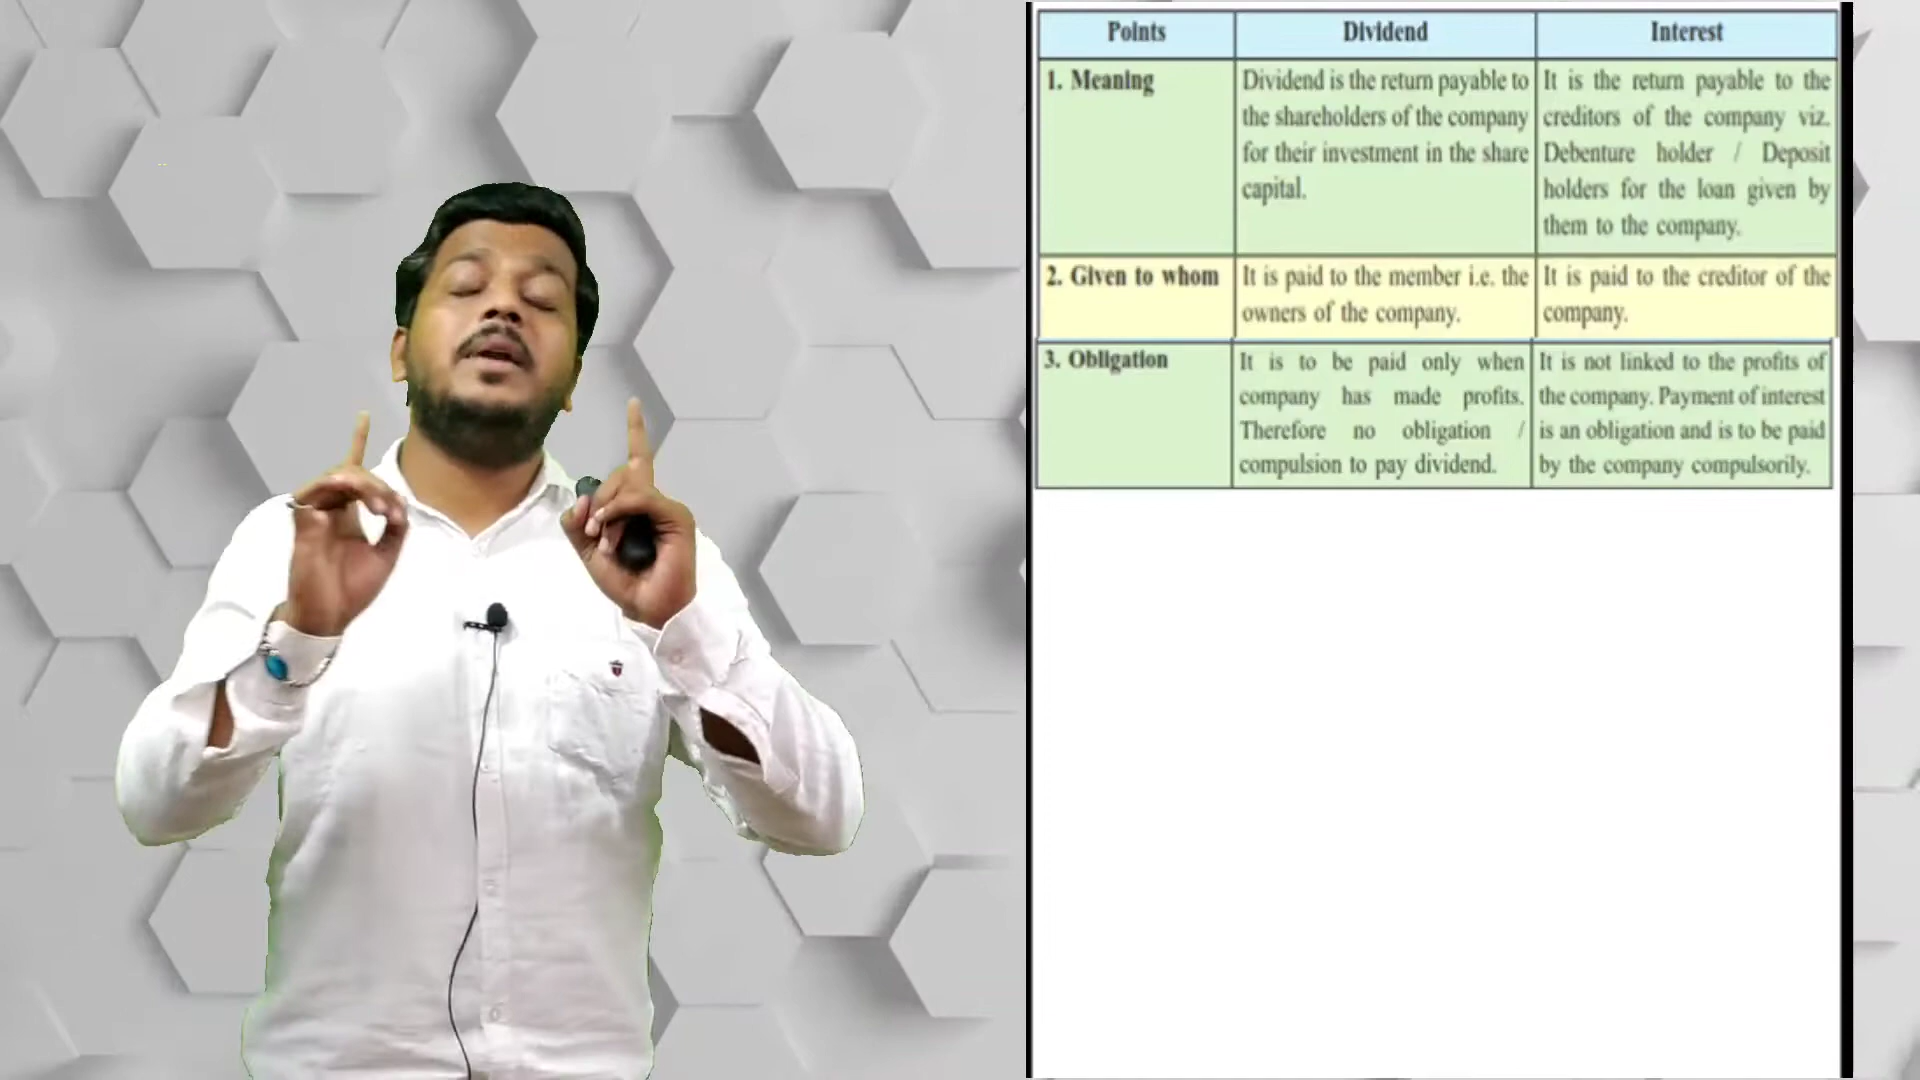 Points Dividend Interest
1. Meaning
Dividend is the return payable to
the shareholders of the company
for their investment in the share
capital.
It is the return payable to the
creditors of the company viz.
Debenture holder / Deposit
holders for the loan given by
them to the company.
2. Given to whom
It is paid to the member i.e. the
owners of the company.
It is paid to the creditor of the
company.
3. Obligation
It is to be paid only when
company has made profits.
Therefore no obligation /
compulsion to pay dividend.
It is not linked to the profits of
the company. Payment of interest
is an obligation and is to be paid
by the company compulsorily.